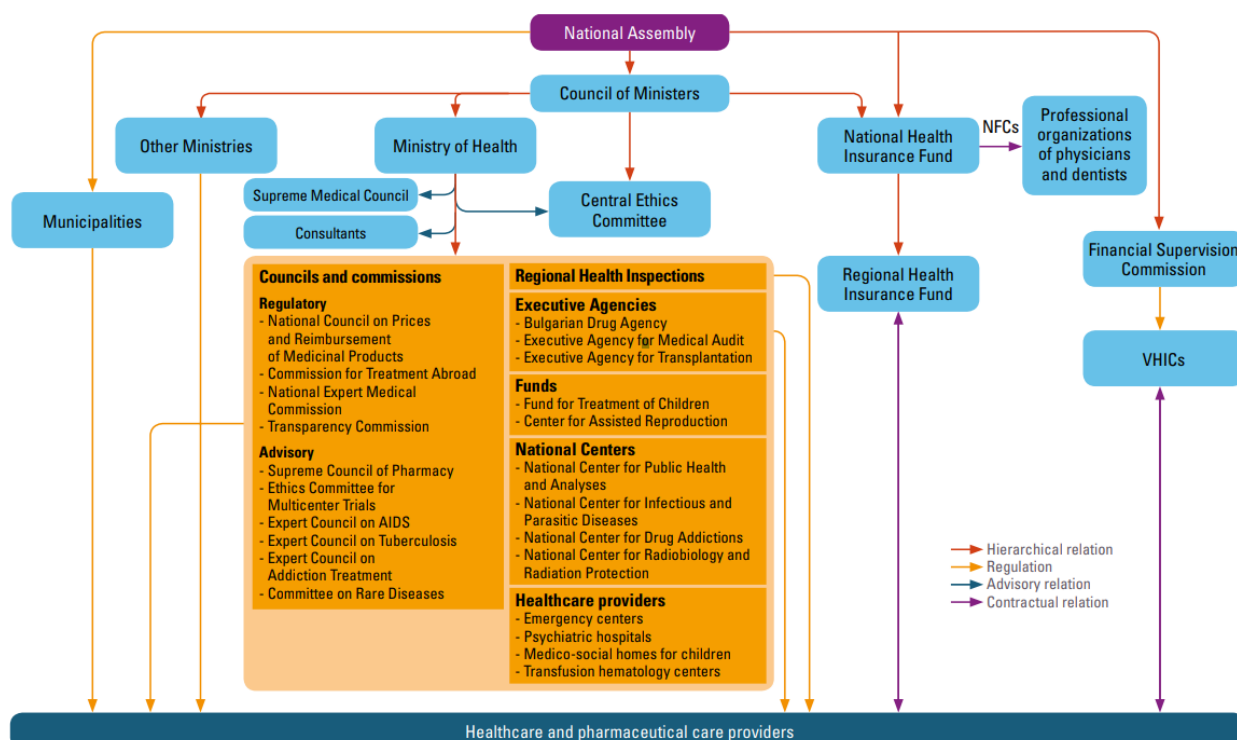 National Assembly
Council of Ministers
Other Ministries
Ministry of Health
National Health
Insurance Fund
NFCs
Professional
organizations
of physicians
and dentists
Supreme Medical Council
Central Ethics
Committee
Municipalities
Consultants
Financial Supervision
Commission
Regional Health
Insurance Fund
VHICs
Councils and commissions
Regulatory
- National Council on Prices
and Reimbursement
of Medicinal Products
- Commission for Treatment Abroad
- National Expert Medical
Commission
- Transparency Commission
Advisory
- Supreme Council of Pharmacy
- Ethics Committee for
Multicenter Trials
- Expert Council on AIDS
- Expert Council on Tuberculosis
- Expert Council on
Addiction Treatment
- Committee on Rare Diseases
Regional Health Inspections
Executive Agencies
- Bulgarian Drug Agency
- Executive Agency for Medical Audit
- Executive Agency for Transplantation
Funds
- Fund for Treatment of Children
- Center for Assisted Reproduction
National Centers
- National Center for Public Health
and Analyses
- National Center for Infectious and
Parasitic Diseases
- National Center for Drug Addictions
- National Center for Radiobiology and
Radiation Protection
Healthcare providers
- Emergency centers
- Psychiatric hospitals
- Medico-social homes for children
- Transfusion hematology centers
Hierarchical relation
Regulation
Advisory relation
Contractual relation
Healthcare and pharmaceutical care providers